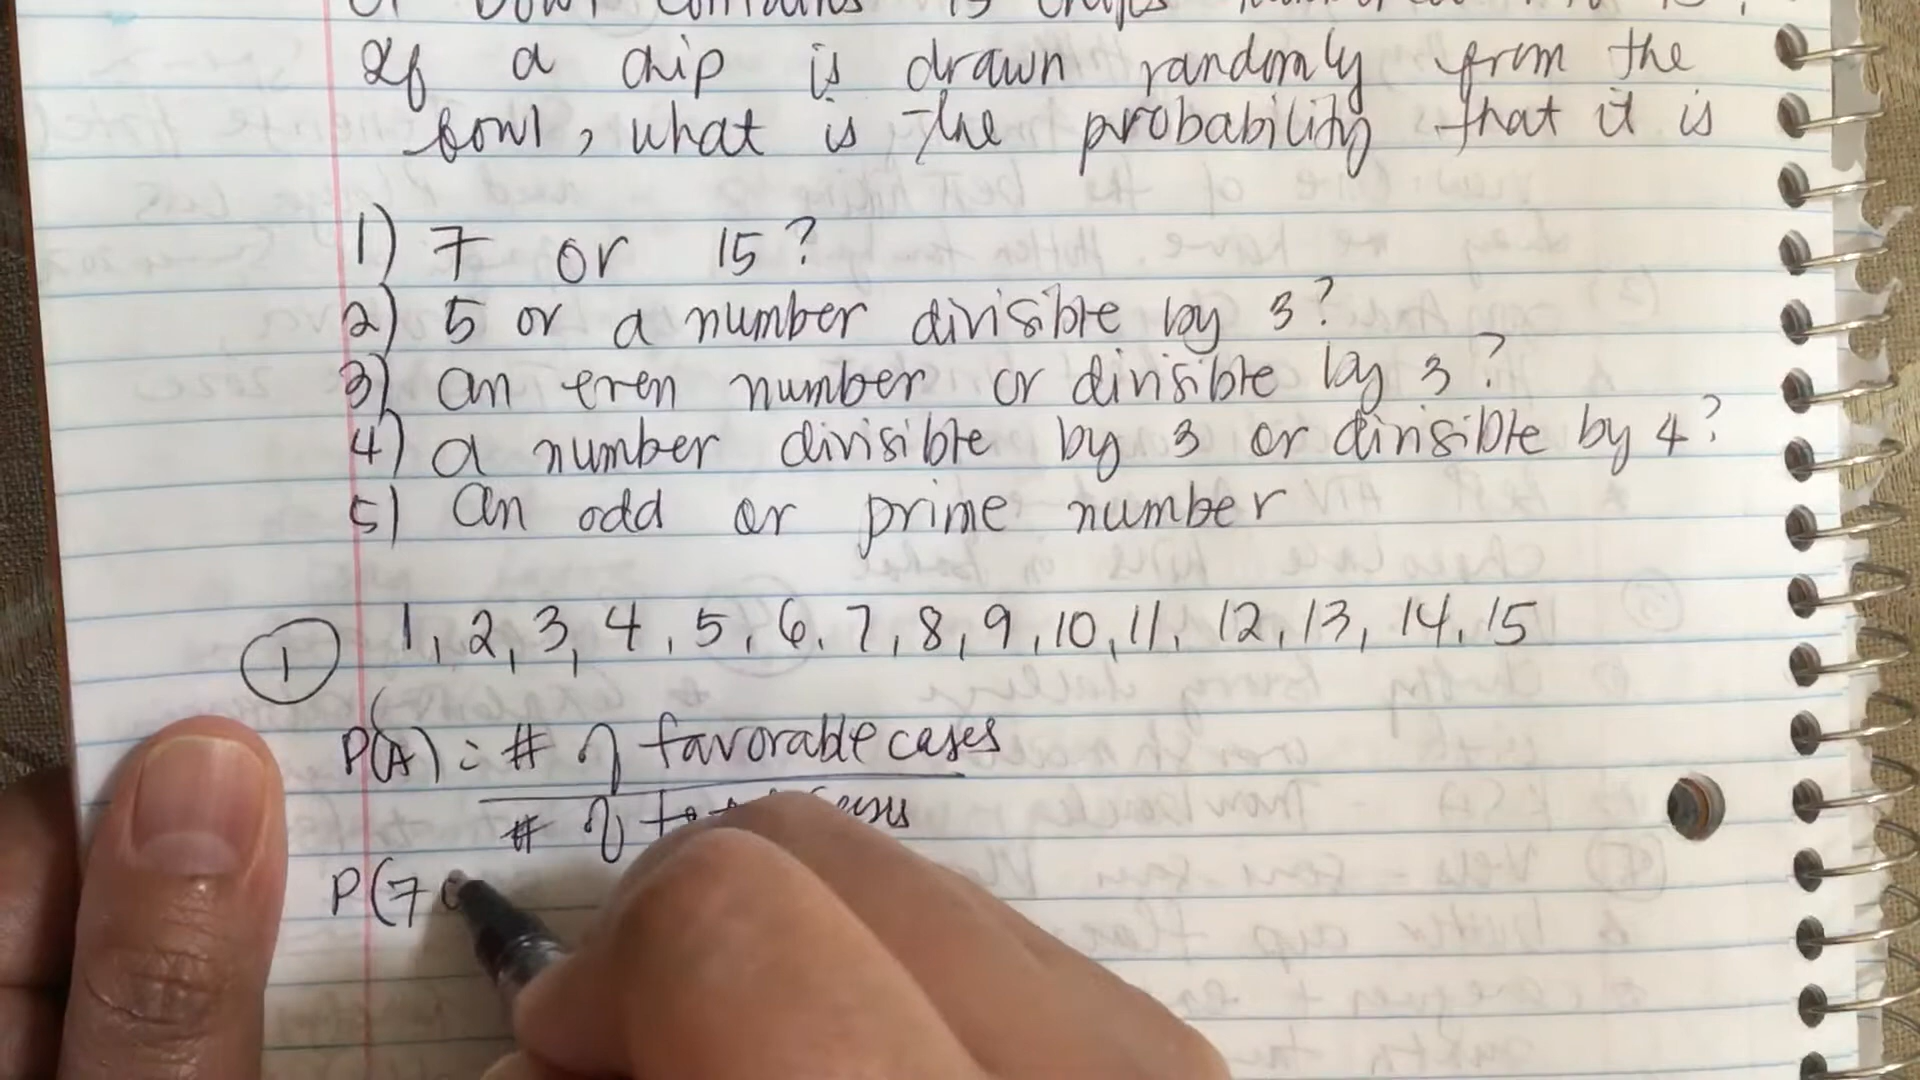 If a chip is drawn randomly from the
bowl, what is the probability that it is
1) 7 or 15?
2) 5 or a number divisible by 3?
3) an even number or divisible by 3?
4) a number divisible by 3 or divisible by 4?
5) an odd or prime number
1 1, 2, 3, 4, 5, 6, 7, 8, 9, 10, 11, 12, 13, 14, 15
P(A) = # of favorable cases
# of
P(7